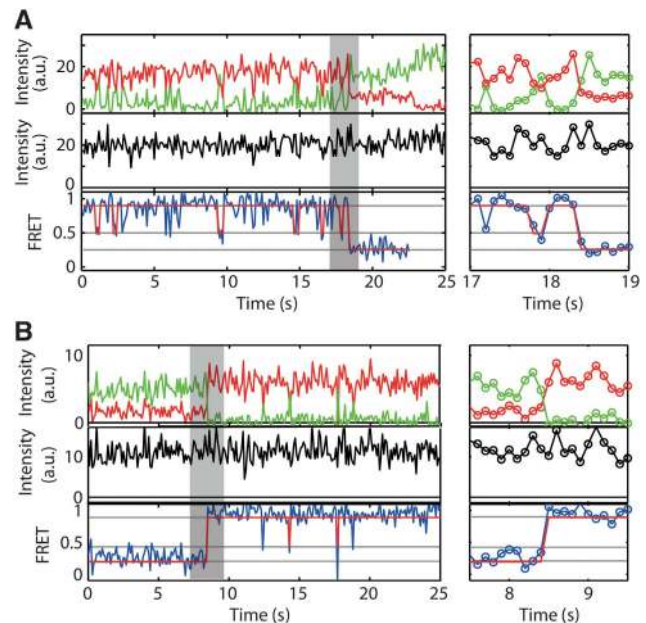 A
Intensity
(a.u.)
20
0
Intensity
(a.u.)
20
0
FRET
1
0.5
0
0 5 10 15 20 25
17 18 19
Time (s)
Time (s)
B
Intensity
(a.u.)
10
0
Intensity
(a.u.)
10
0
FRET
1
0.5
0
0 5 10 15 20 25
8 9
Time (s)
Time (s)